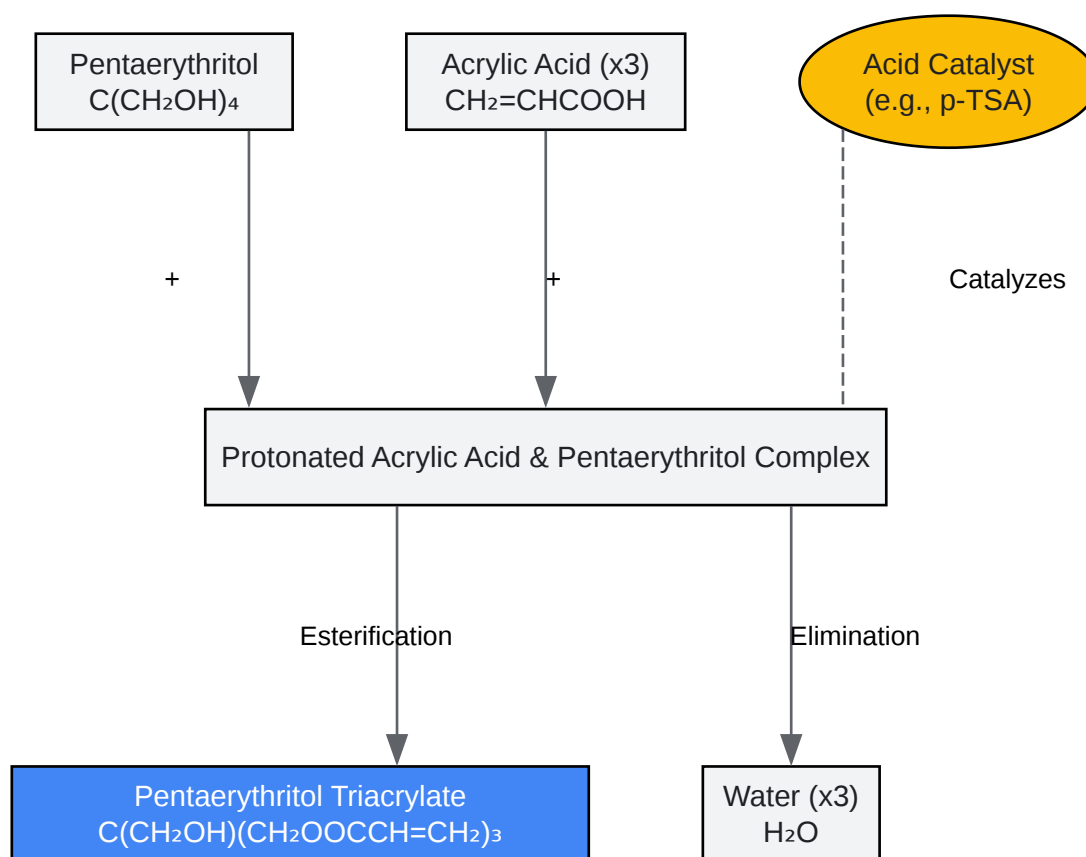 Pentaerythritol
C(CH₂OH)₄
Acrylic Acid (x3)
CH₂=CHCOOH
Acid Catalyst
(e.g., p-TSA)
+
+
Catalyzes
Protonated Acrylic Acid & Pentaerythritol Complex
Esterification
Elimination
Pentaerythritol Triacrylate
C(CH₂OH)(CH₂OOCCH=CH₂)₃
Water (x3)
H₂O